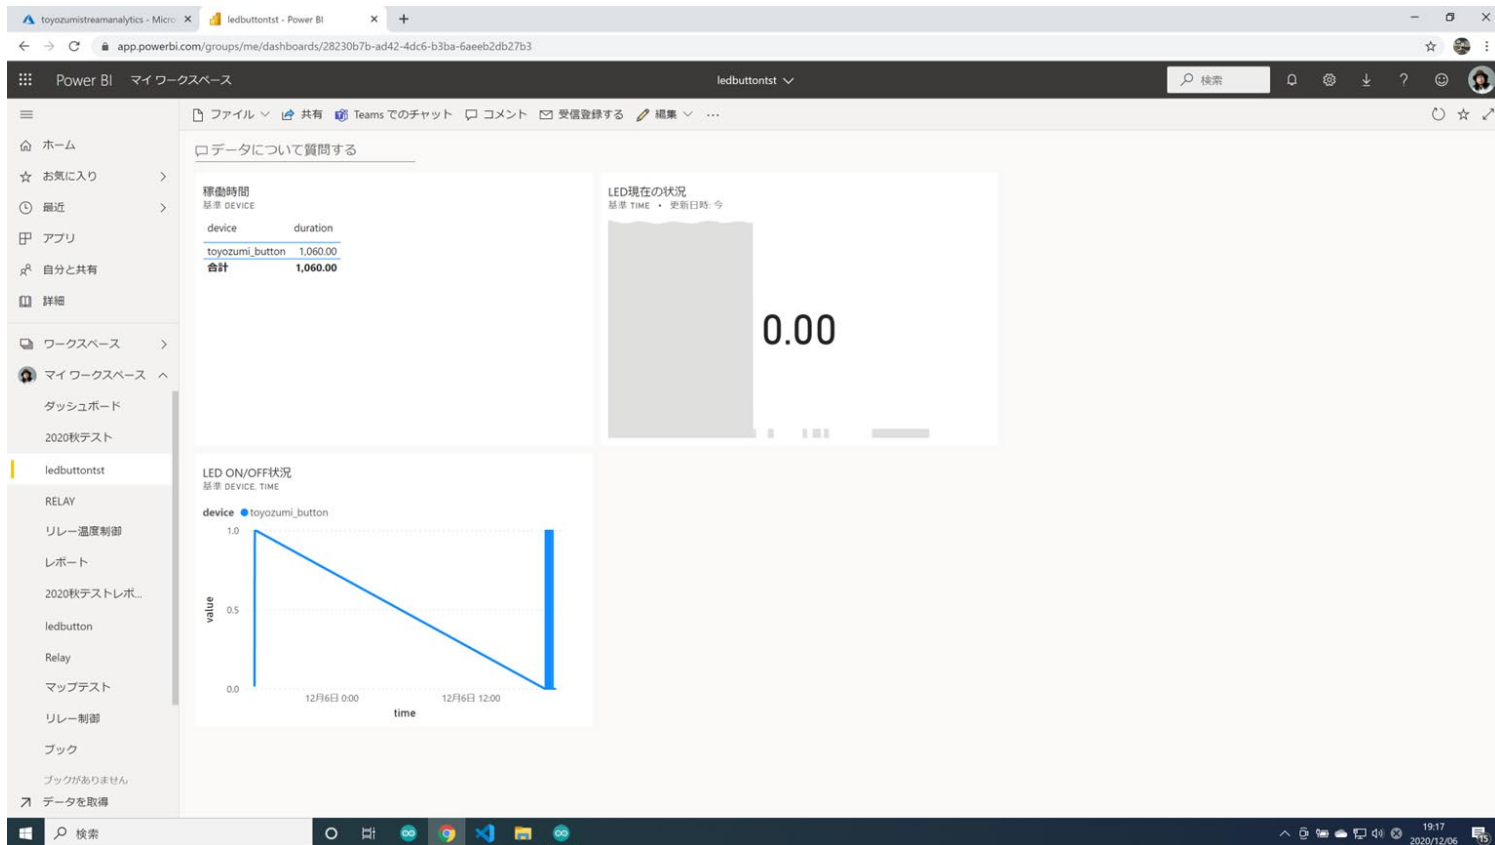 toyozumistreamanalytics - Micro
ledbuttontst - Power BI
app.powerbi.com/groups/me/dashboards/28230b7b-ad42-4dc6-b3ba-6aeeb2db27b3
Power BI マイ ワークスペース
ledbuttontst
検索
ファイル 共有 Teams でのチャット コメント 受信登録する 編集 …
ホーム
お気に入り
最近
アプリ
自分と共有
詳細
ワークスペース
マイ ワークスペース
ダッシュボード
2020秋テスト
ledbuttontst
RELAY
リレー温度制御
レポート
2020秋テストレポ...
ledbutton
Relay
マップテスト
リレー制御
ブック
ブックがありません
データを取得
データについて質問する
稼働時間
基準 DEVICE
device duration
toyozumi_button 1,060.00
合計 1,060.00
LED現在の状況
基準 TIME • 更新日時: 今
0.00
LED ON/OFF状況
基準 DEVICE, TIME
device toyozumi_button
1.0
0.5
0.0
value
12月6日 0:00 12月6日 12:00
time
検索
19:17
2020/12/06
15